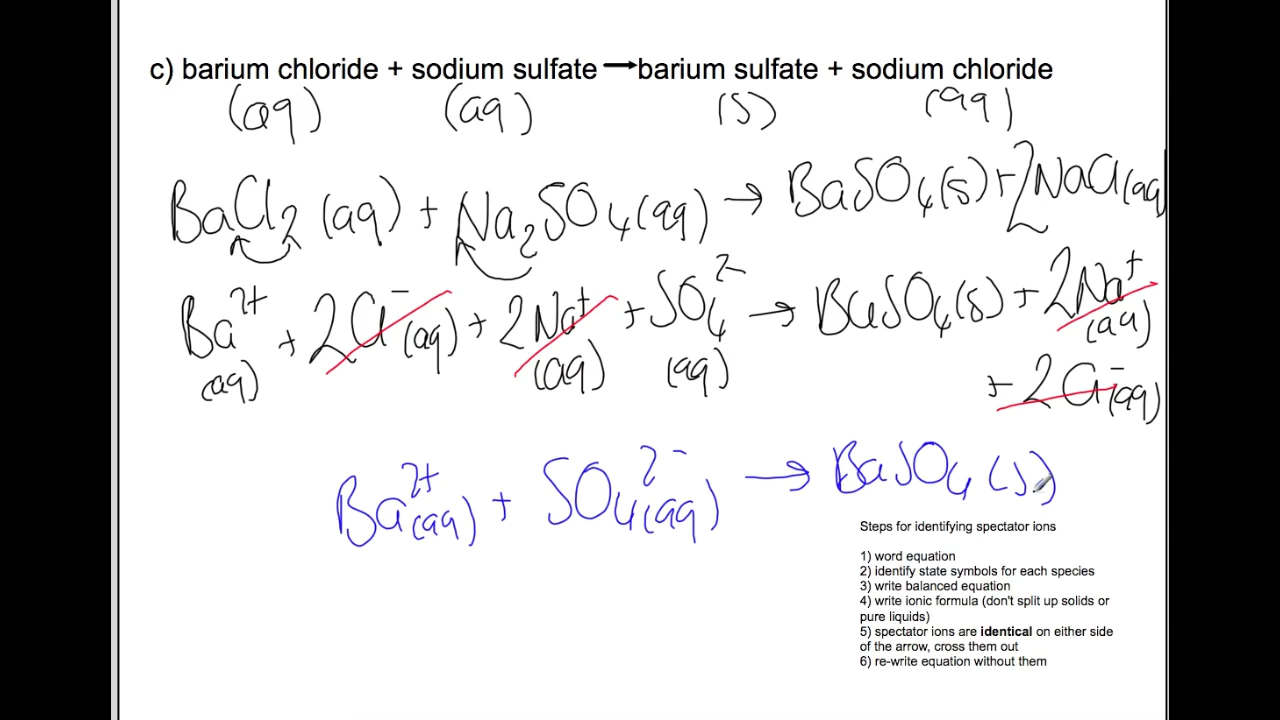 c) barium chloride + sodium sulfate → barium sulfate + sodium chloride
(aq) (aq) (s) (aq)
BaCl₂ (aq) + Na₂SO₄(aq) → BaSO₄(s) + 2NaCl(aq)
Ba²⁺(aq) + 2Cl⁻(aq) + 2Na⁺(aq) + SO₄²⁻(aq) → BaSO₄(s) + 2Na⁺(aq)
+ 2Cl⁻(aq)
Ba²⁺(aq) + SO₄²⁻(aq) → BaSO₄(s)
Steps for identifying spectator ions
1) word equation
2) identify state symbols for each species
3) write balanced equation
4) write ionic formula (don't split up solids or
pure liquids)
5) spectator ions are identical on either side
of the arrow, cross them out
6) re-write equation without them